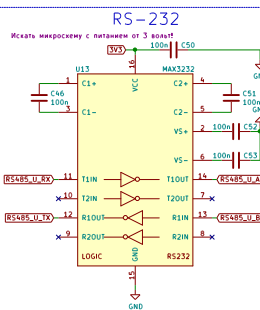 RS-232
Искать микросхему с питанием от 3 вольт!
3V3
100n C50
U13 MAX3232
16
VCC
1 C1+ C2+ 4
C46 100n
C51 100n
3 C1- C2- 5
VS+ 2 100n C52
VS- 6 100n C53
RS485_U_RX 11 T1IN T1OUT 14
10 T2IN T2OUT 7
RS485_U_TX 12 R1OUT R1IN 13
9 R2OUT R2IN 8
LOGIC GND RS232
15
GND